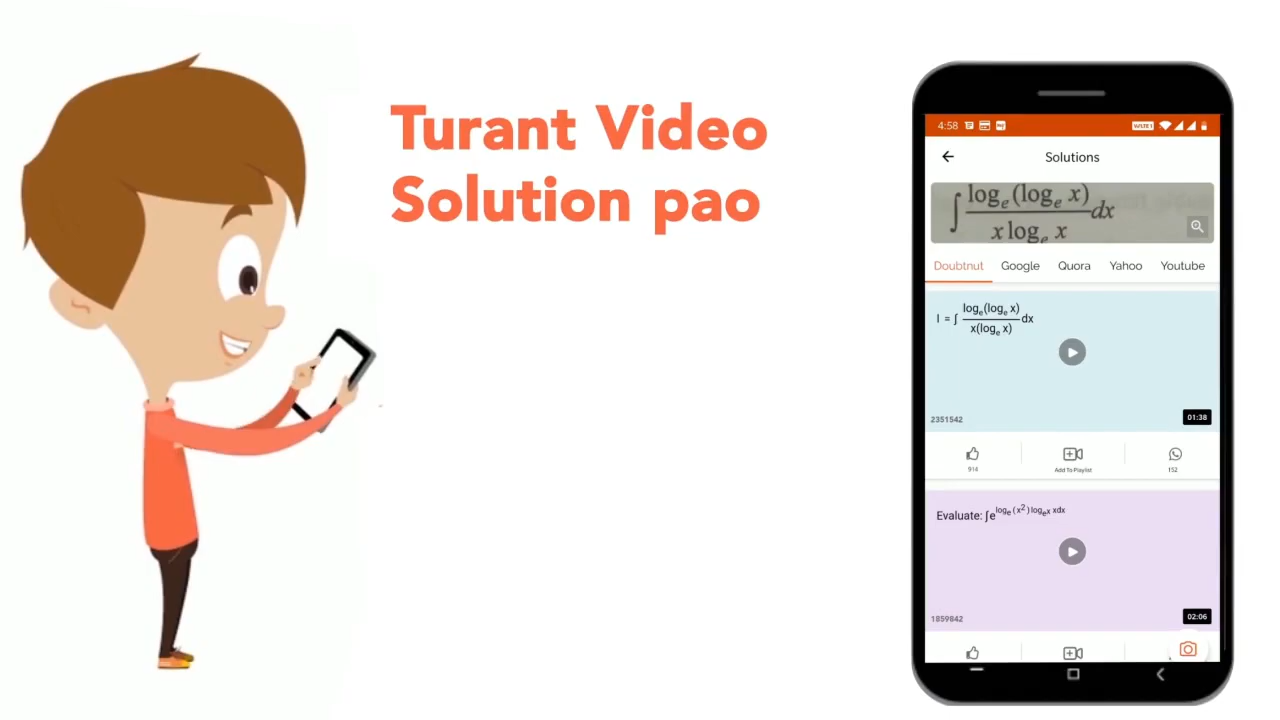 Turant Video
Solution pao
4:58
VoLTE1
Solutions
∫ logₑ(logₑ x) / x logₑ x dx
Doubtnut Google Quora Yahoo Youtube
I = ∫ logₑ(logₑ x) / x(logₑ x) dx
2351542 01:38
914 Add To Playlist 152
Evaluate: ∫e^logₑ(x²)logₑx xdx
1859842 02:06